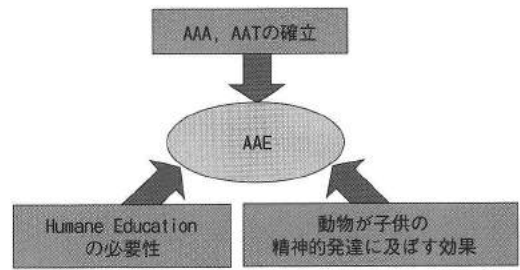 AAA, AATの確立
AAE
Humane Education
の必要性
動物が子供の
精神的発達に及ぼす効果